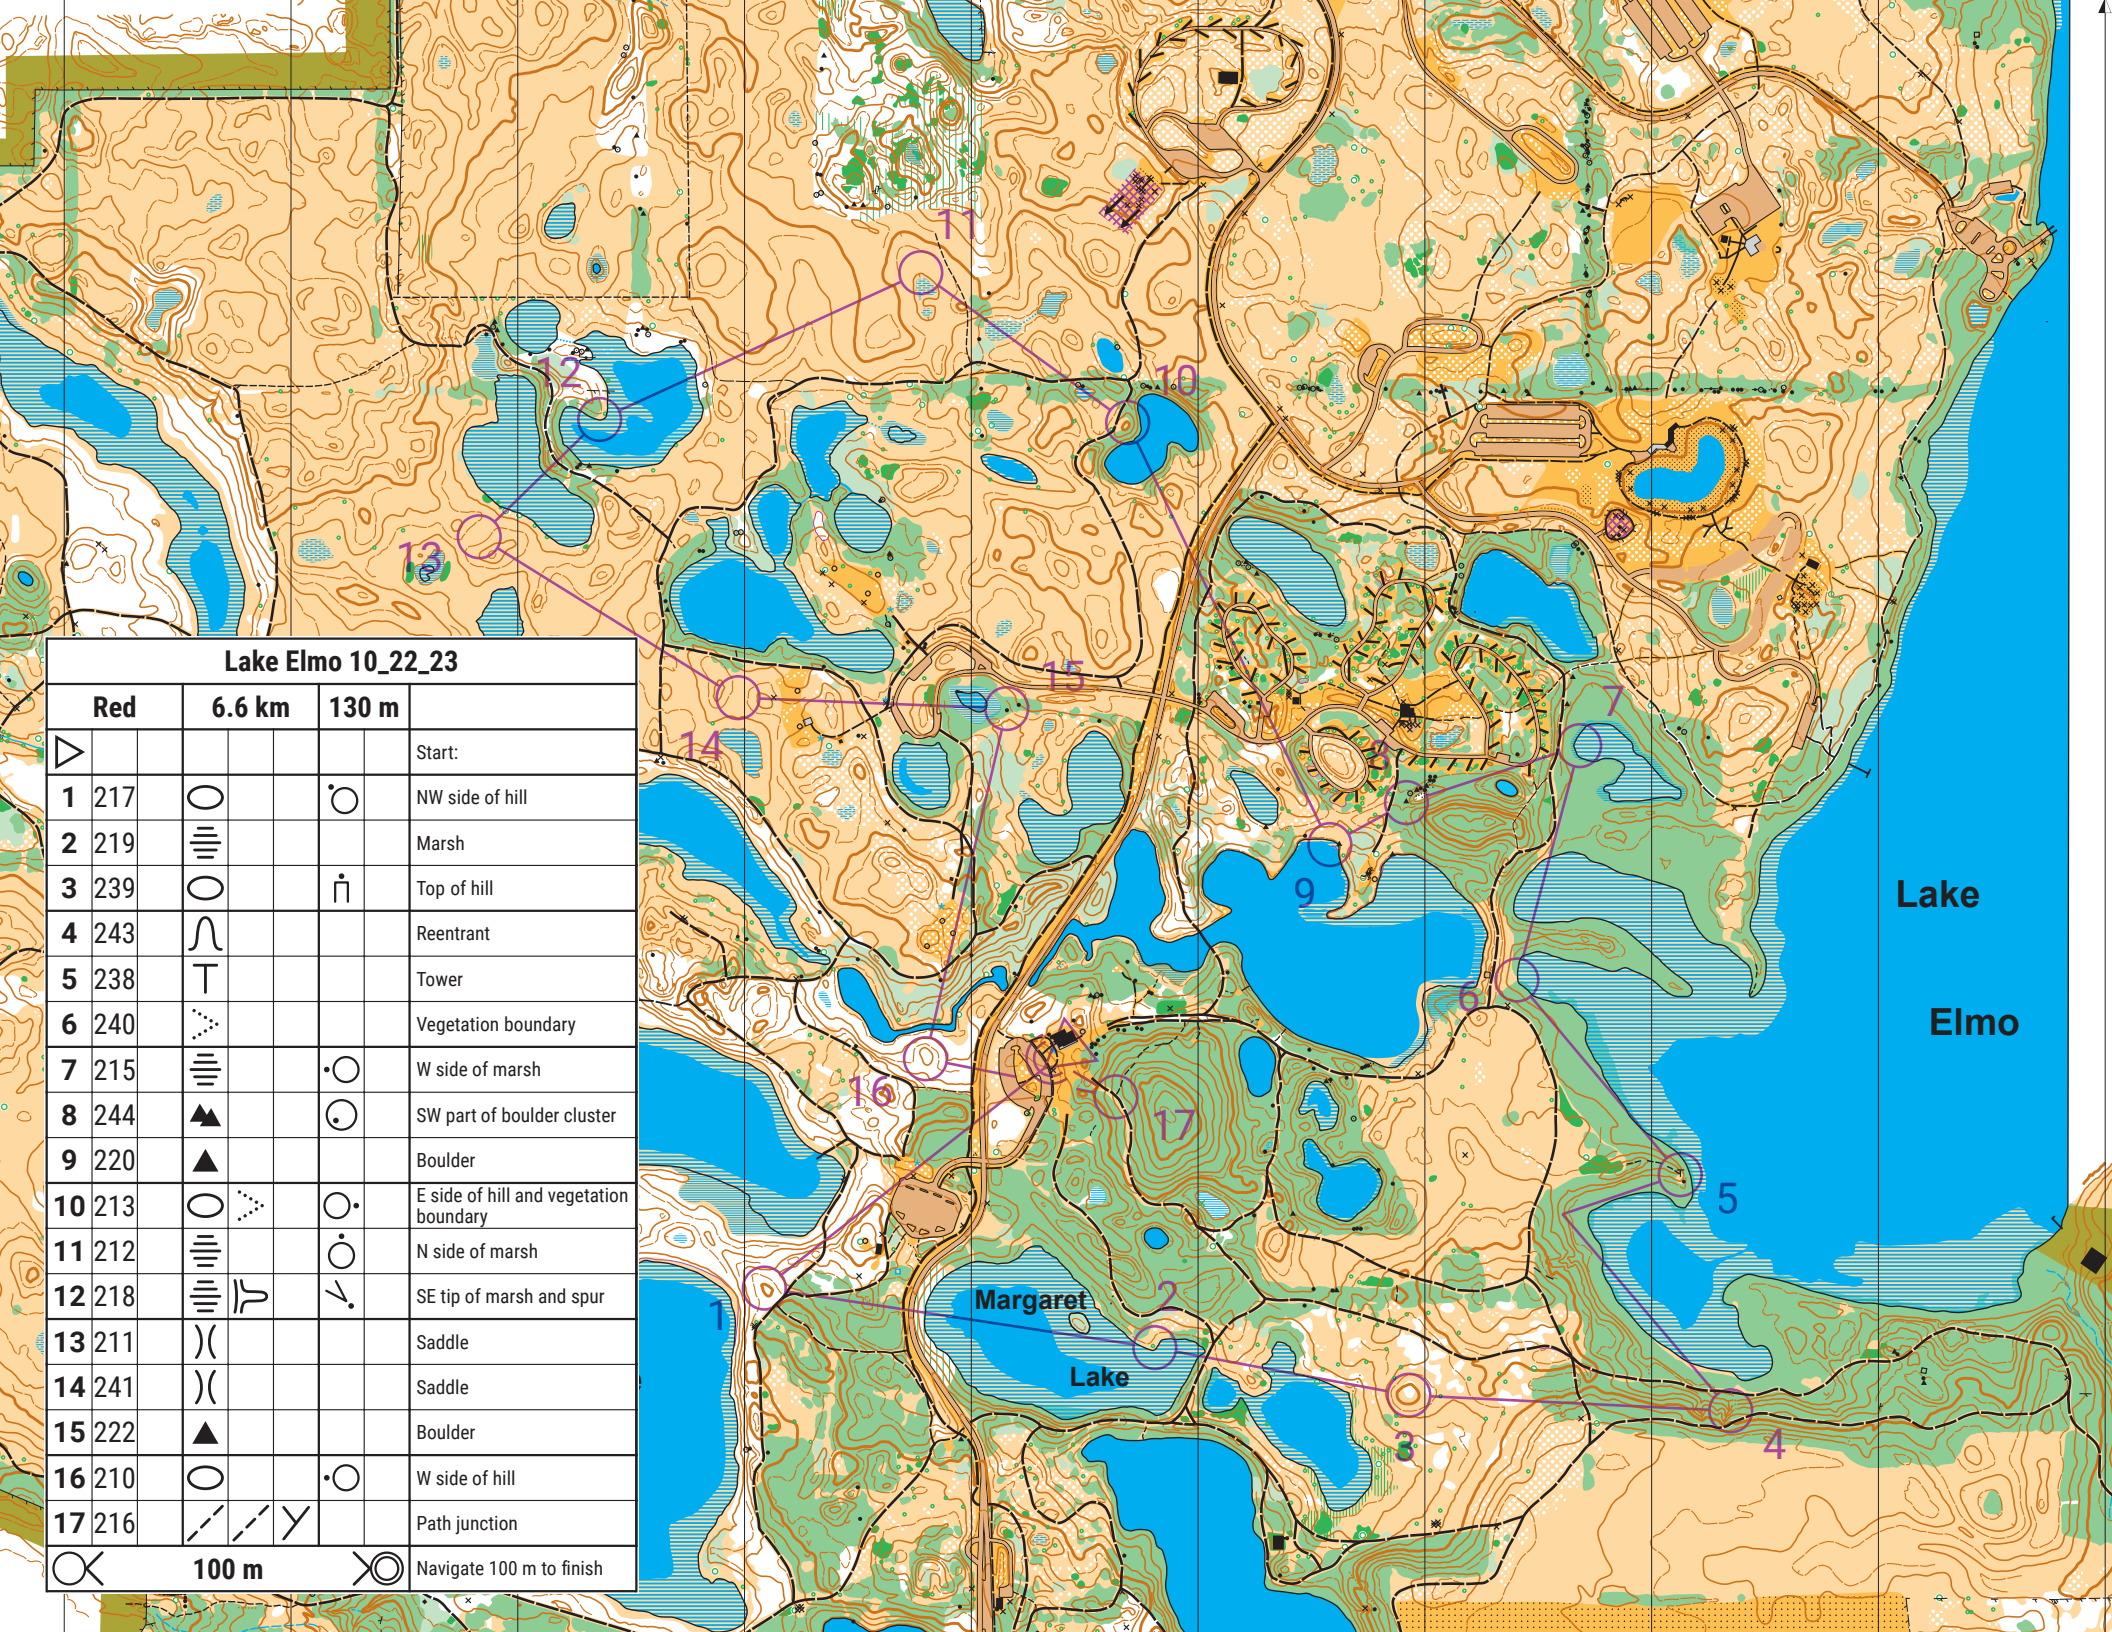 11
12
10
13
15
14
7
8
9
6
16
17
5
1
2
3
4
Lake
Elmo
Margaret
Lake
Lake Elmo 10_22_23
Red 6.6 km 130 m
Start:
1 217 NW side of hill
2 219 Marsh
3 239 Top of hill
4 243 Reentrant
5 238 Tower
6 240 Vegetation boundary
7 215 W side of marsh
8 244 SW part of boulder cluster
9 220 Boulder
10 213 E side of hill and vegetation
boundary
11 212 N side of marsh
12 218 SE tip of marsh and spur
13 211 Saddle
14 241 Saddle
15 222 Boulder
16 210 W side of hill
17 216 Path junction
100 m Navigate 100 m to finish